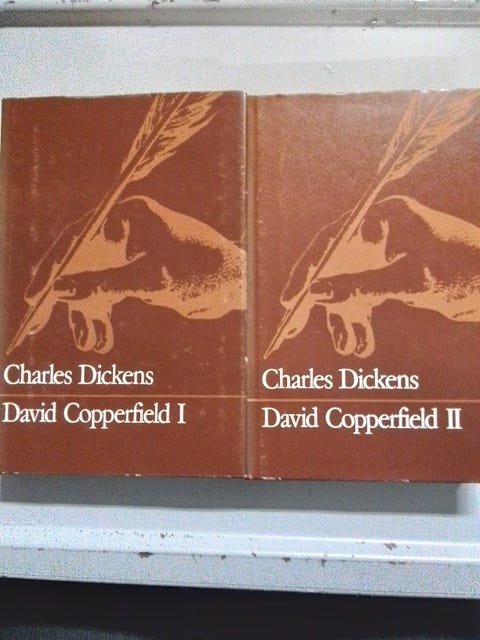 Charles Dickens
David Copperfield I
Charles Dickens
David Copperfield II